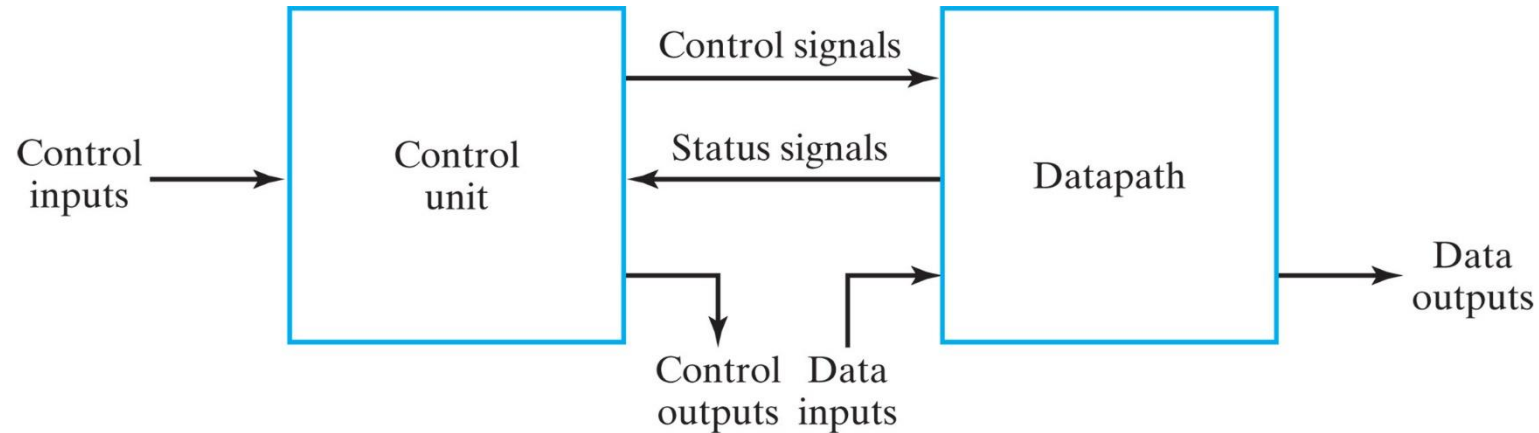 Control signals
Control
inputs
Control
unit
Status signals
Datapath
Data
outputs
Control
outputs
Data
inputs